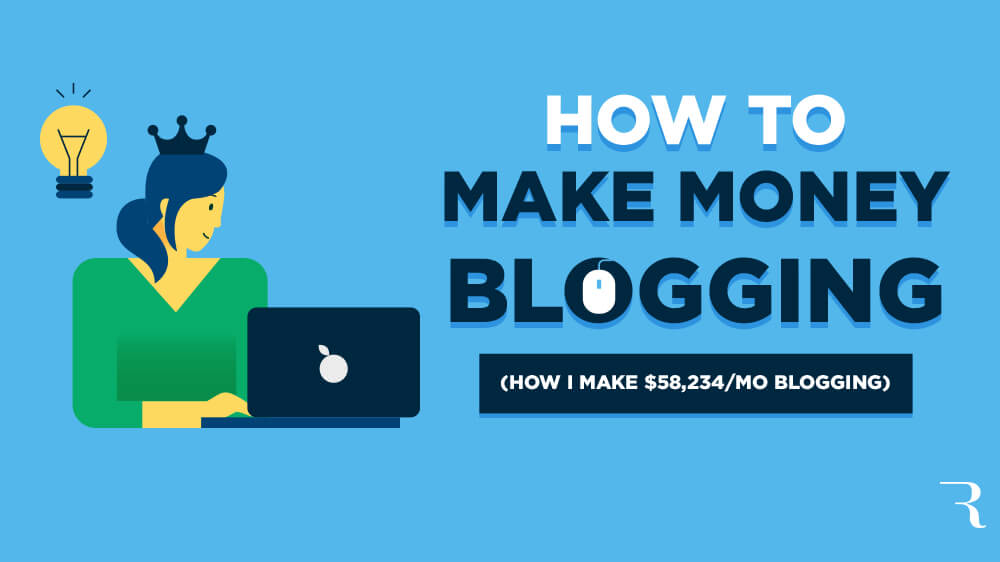 HOW TO
MAKE MONEY
BLOGGING
(HOW I MAKE $58,234/MO BLOGGING)
R